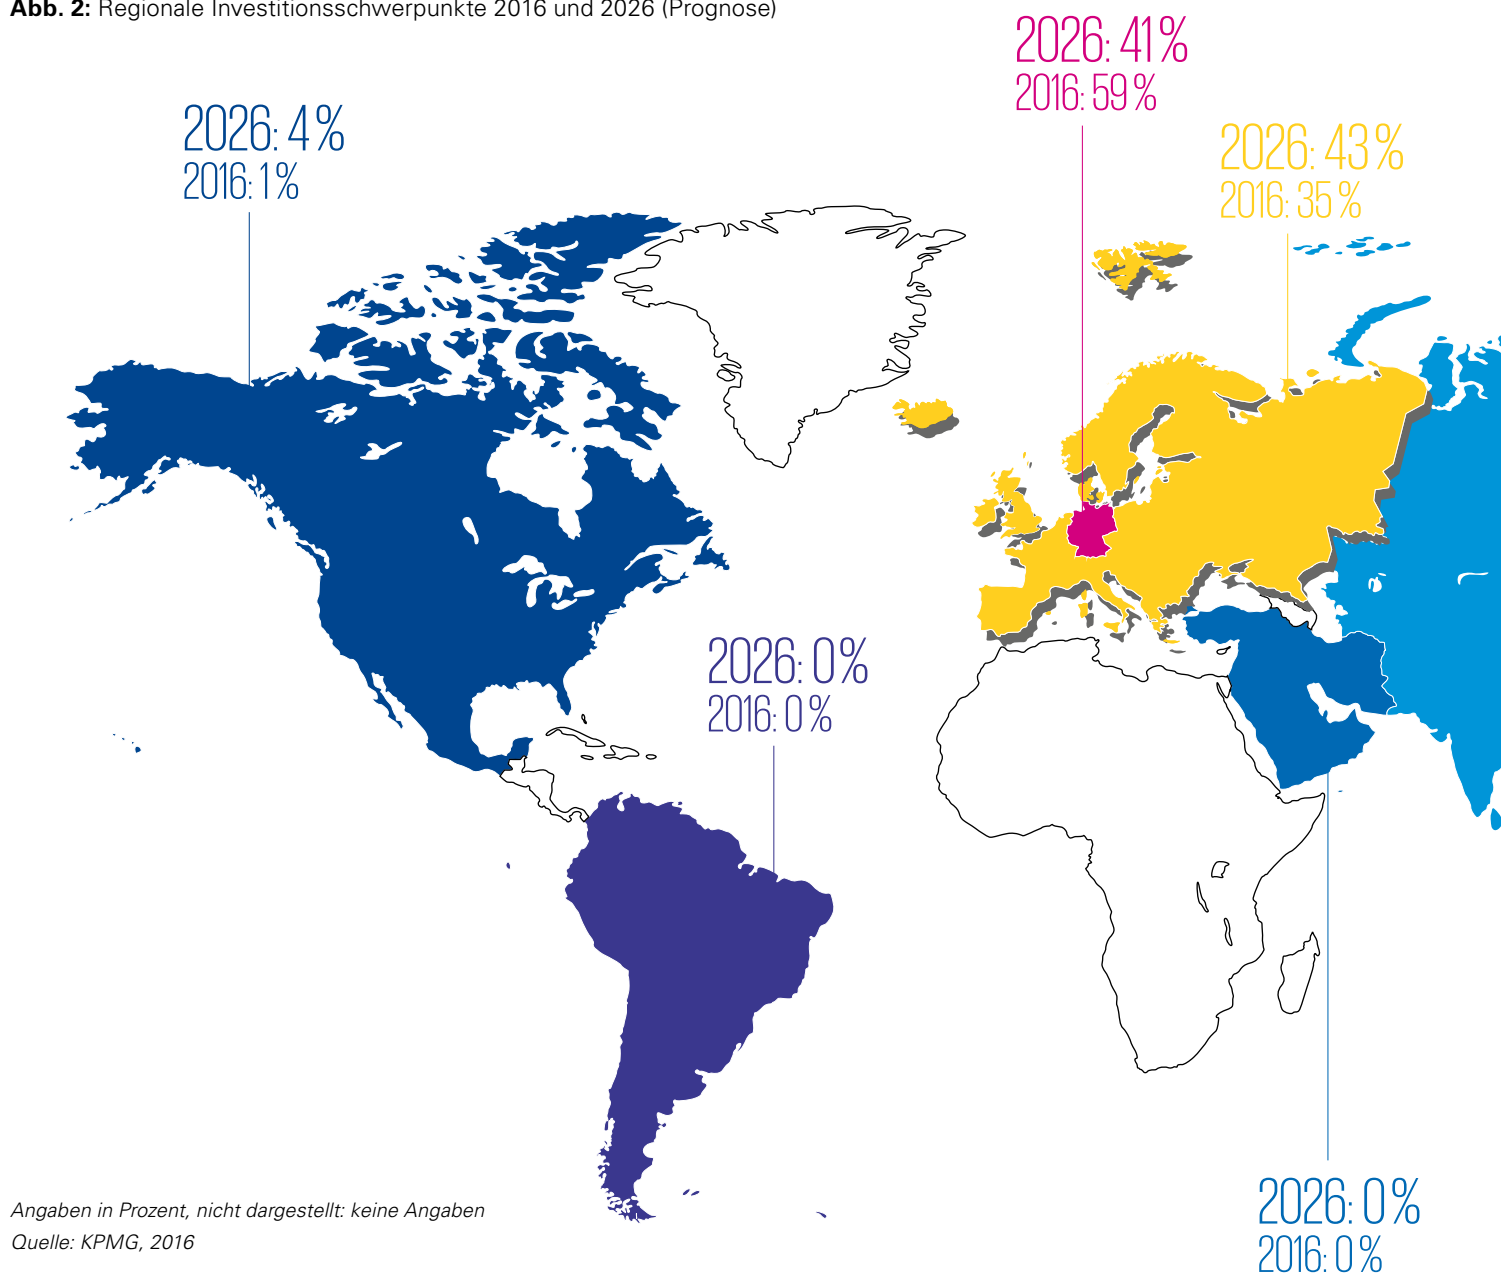 Abb. 2: Regionale Investitionsschwerpunkte 2016 und 2026 (Prognose)
2026: 41 %
2016: 59 %
2026: 4 %
2016: 1 %
2026: 43 %
2016: 35 %
2026: 0 %
2016: 0 %
2026: 0 %
2016: 0 %
Angaben in Prozent, nicht dargestellt: keine Angaben
Quelle: KPMG, 2016